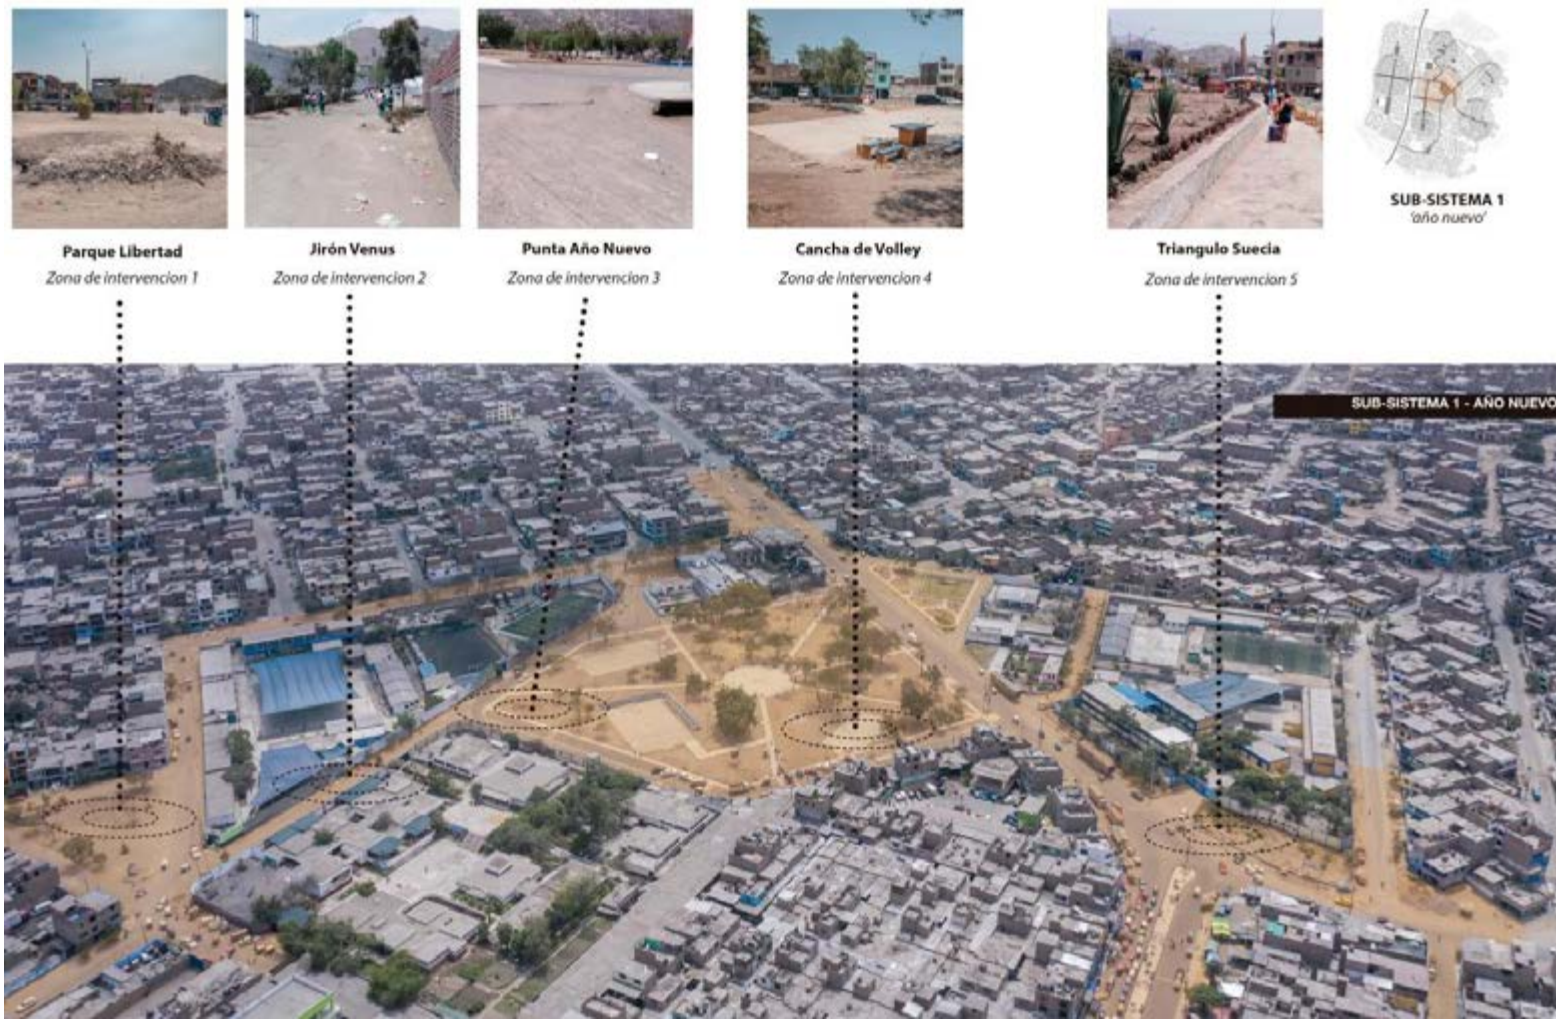 Parque Libertad
Zona de intervencion 1
Jirón Venus
Zona de intervencion 2
Punta Año Nuevo
Zona de intervencion 3
Cancha de Volley
Zona de intervencion 4
Triangulo Suecia
Zona de intervencion 5
SUB-SISTEMA 1
'año nuevo'
SUB-SISTEMA 1 - AÑO NUEVO